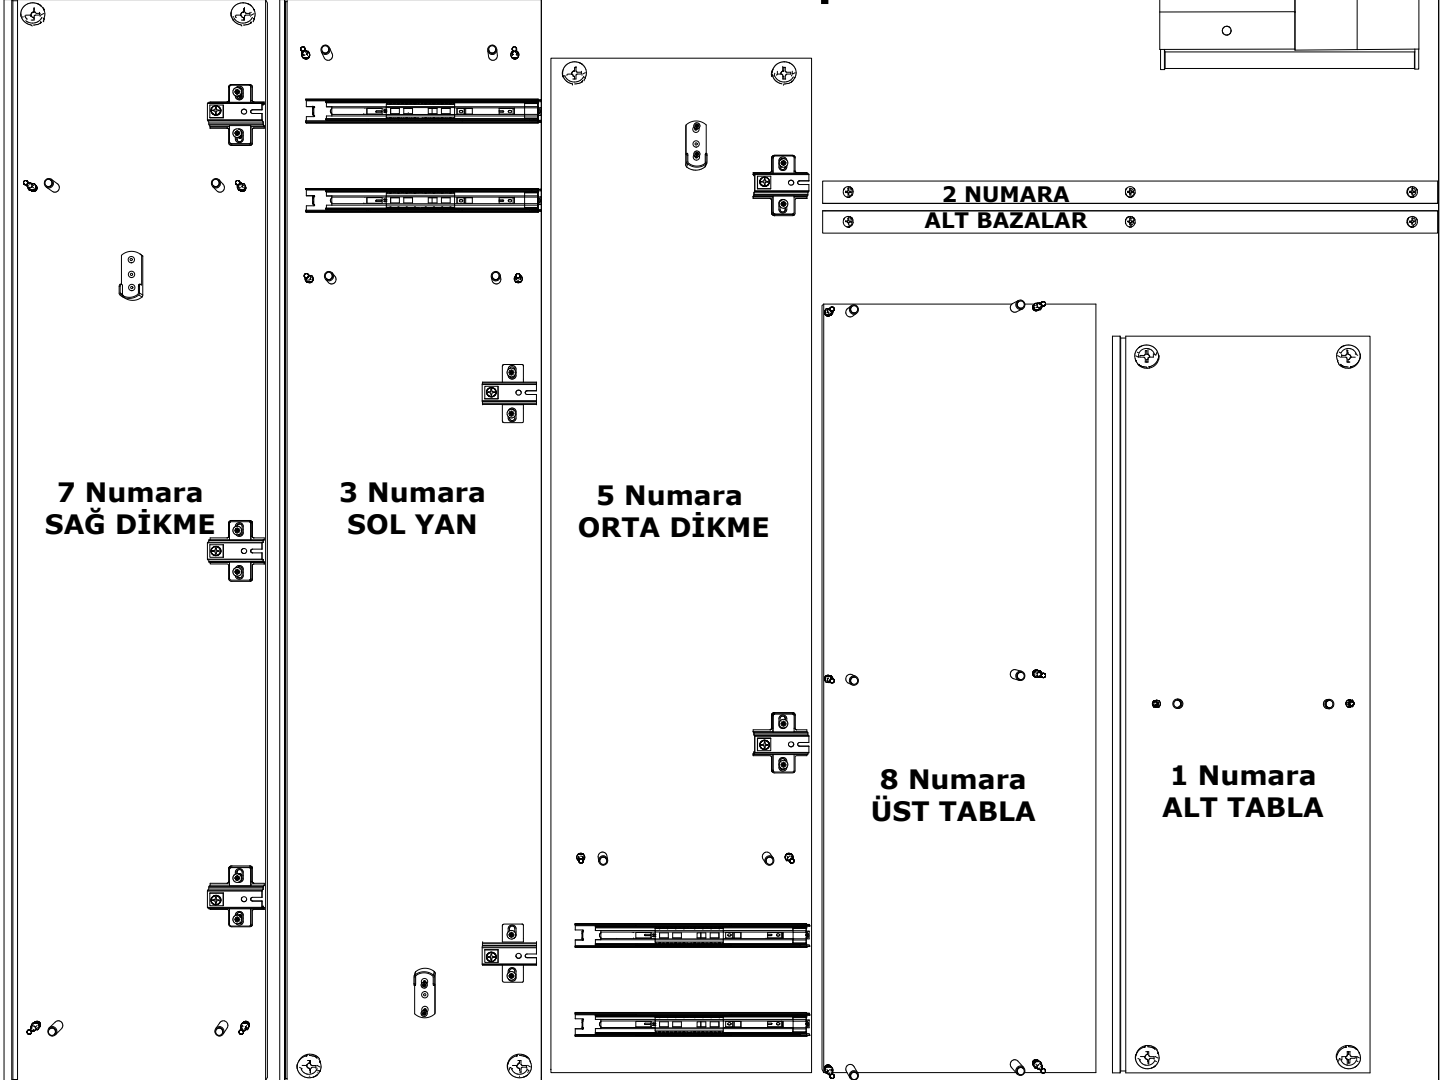 2 NUMARA
ALT BAZALAR
7 Numara
SAĞ DİKME
3 Numara
SOL YAN
5 Numara
ORTA DİKME
8 Numara
ÜST TABLA
1 Numara
ALT TABLA